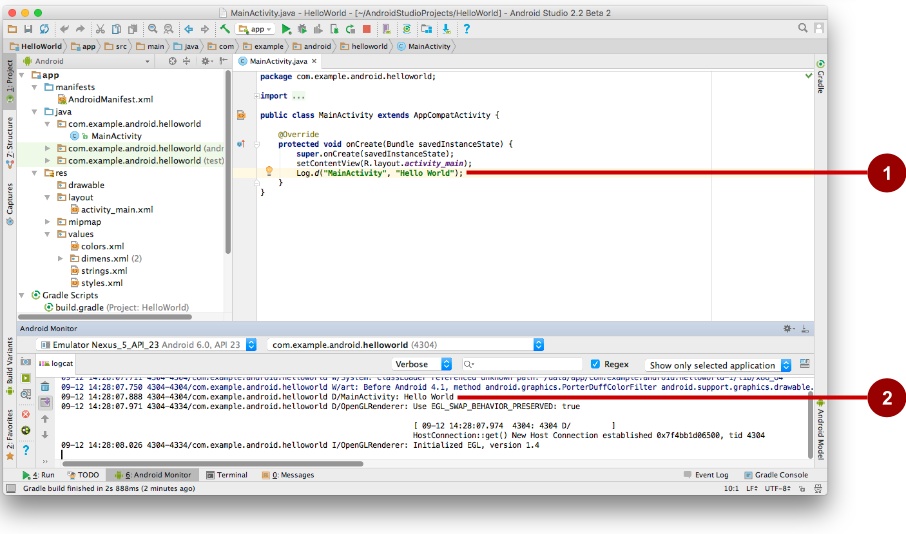 MainActivity.java - HelloWorld - [~/AndroidStudioProjects/HelloWorld] - Android Studio 2.2 Beta 2
app
HelloWorld app src main java com example android helloworld MainActivity
1: Project
Z: Structure
Captures
Build Variants
2: Favorites
Android
app
manifests
AndroidManifest.xml
java
com.example.android.helloworld
MainActivity
com.example.android.helloworld (andr
com.example.android.helloworld (test)
res
drawable
layout
activity_main.xml
mipmap
values
colors.xml
dimens.xml (2)
strings.xml
styles.xml
Gradle Scripts
build.gradle (Project: HelloWorld)
MainActivity.java ×
package com.example.android.helloworld;
import ...
public class MainActivity extends AppCompatActivity {
@Override
protected void onCreate(Bundle savedInstanceState) {
super.onCreate(savedInstanceState);
setContentView(R.layout.activity_main);
Log.d("MainActivity", "Hello World");
}
}
Gradle
Android Model
1
2
Android Monitor
Emulator Nexus_5_API_23 Android 6.0, API 23
com.example.android.helloworld (4304)
logcat
Verbose
Regex
Show only selected application
09-12 14:28:07.750 4304-4304/com.example.android.helloworld W/art: Before Android 4.1, method android.graphics.PorterDuffColorFilter android.support.graphics.drawable.
09-12 14:28:07.888 4304-4304/com.example.android.helloworld D/MainActivity: Hello World
09-12 14:28:07.971 4304-4334/com.example.android.helloworld D/OpenGLRenderer: Use EGL_SWAP_BEHAVIOR_PRESERVED: true
[ 09-12 14:28:07.974 4304: 4304 D/ ]
HostConnection::get() New Host Connection established 0x7f4bb1d06500, tid 4304
09-12 14:28:08.026 4304-4334/com.example.android.helloworld I/OpenGLRenderer: Initialized EGL, version 1.4
4: Run TODO 6: Android Monitor Terminal 0: Messages Event Log Gradle Console
Gradle build finished in 2s 888ms (2 minutes ago) 10:1 LF÷ UTF-8÷